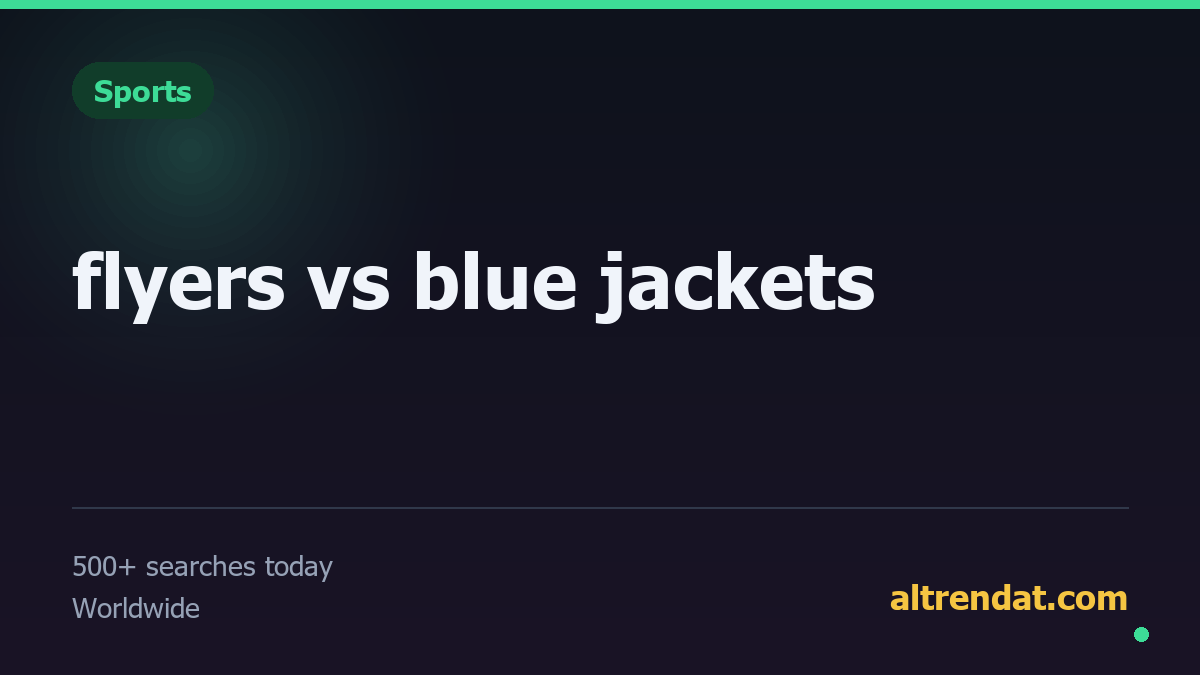 Sports
flyers vs blue jackets
500+ searches today
Worldwide
altrendat.com